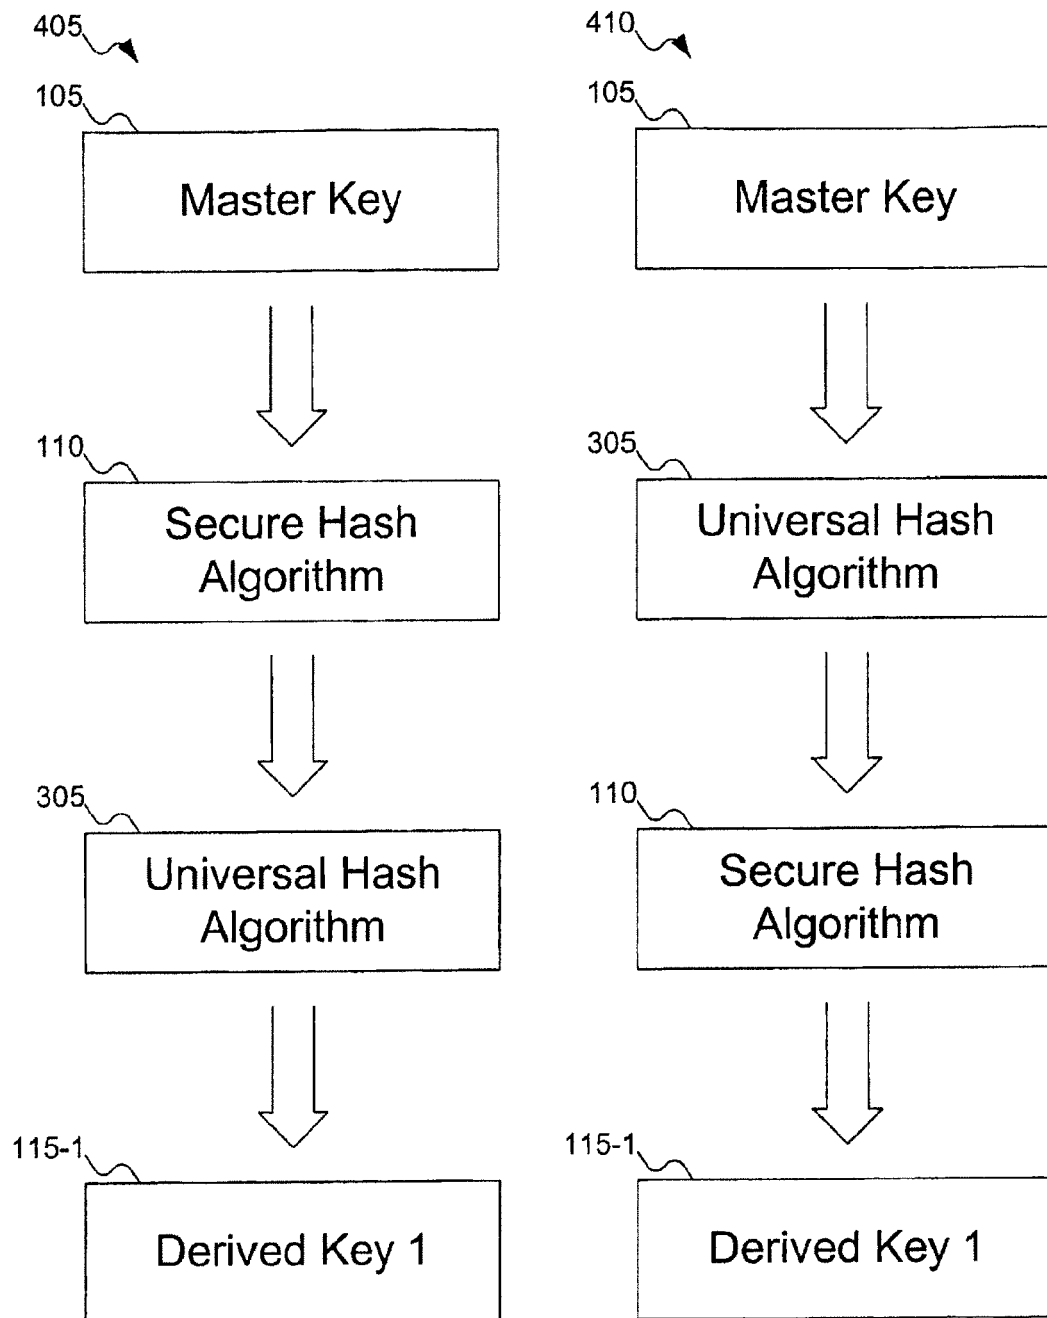 405
105
Master Key
110
Secure Hash
Algorithm
305
Universal Hash
Algorithm
115-1
Derived Key 1
410
105
Master Key
305
Universal Hash
Algorithm
110
Secure Hash
Algorithm
115-1
Derived Key 1